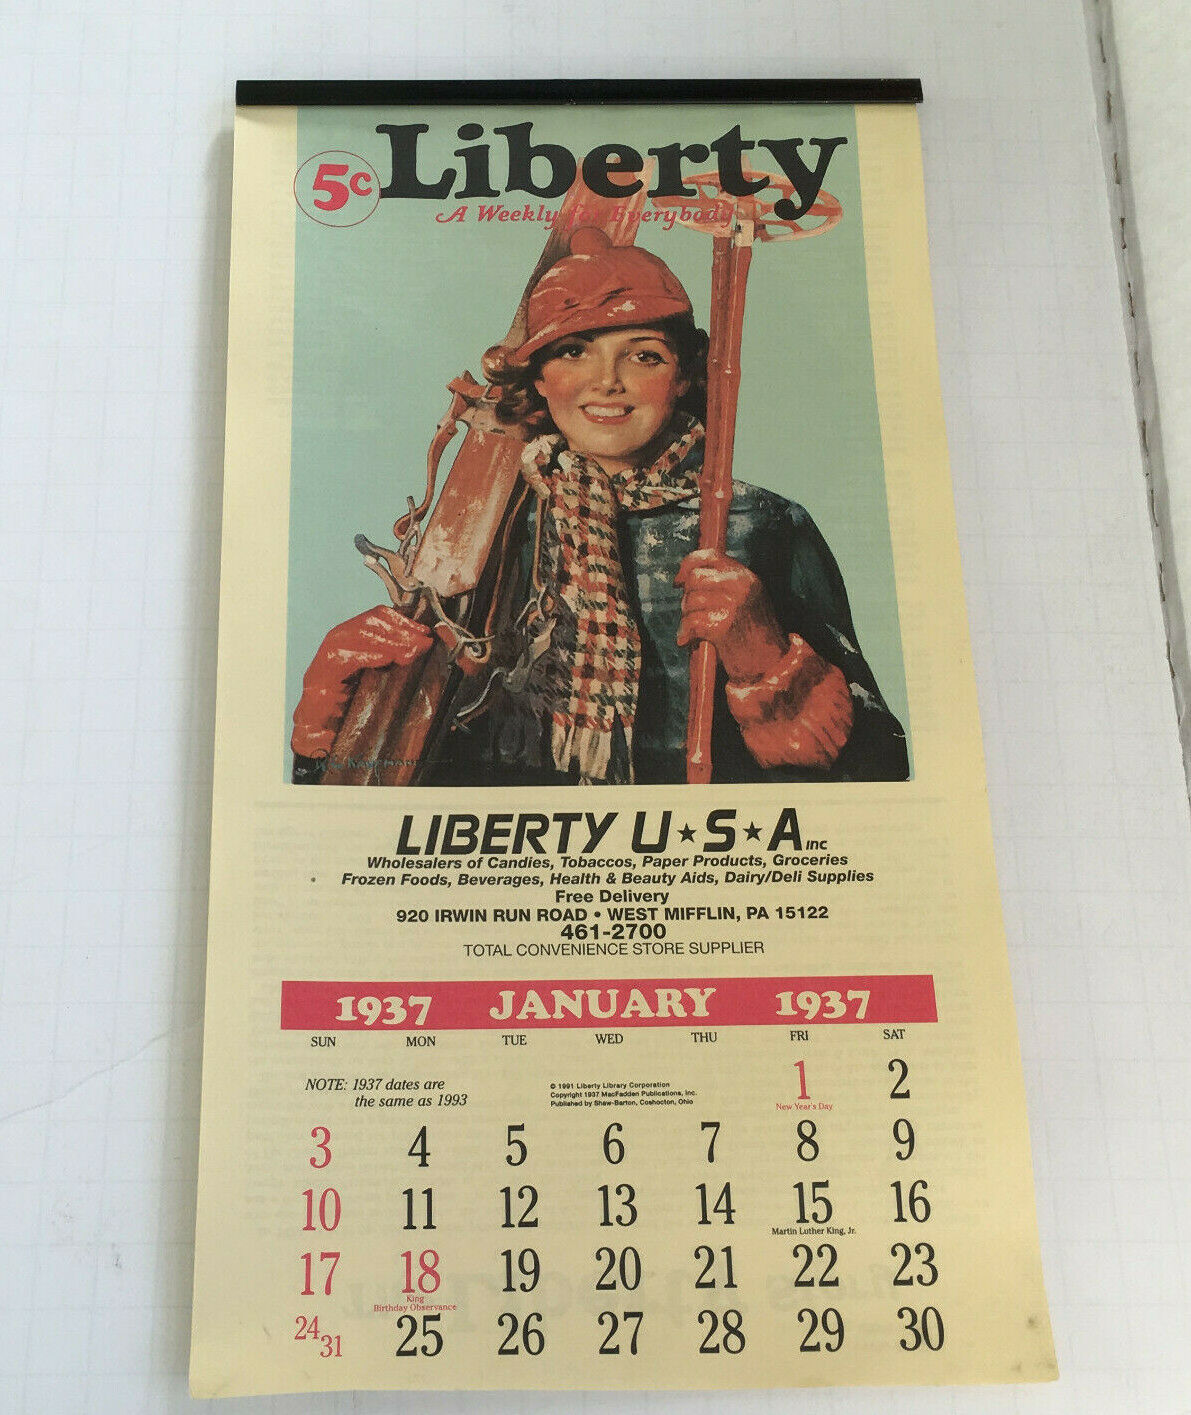 Liberty
5c
A Weekly for Everybody
LIBERTY U★S★A INC
Wholesalers of Candies, Tobaccos, Paper Products, Groceries
Frozen Foods, Beverages, Health & Beauty Aids, Dairy/Deli Supplies
Free Delivery
920 IRWIN RUN ROAD • WEST MIFFLIN, PA 15122
461-2700
TOTAL CONVENIENCE STORE SUPPLIER
1937 JANUARY 1937
SUN MON TUE WED THU FRI SAT
NOTE: 1937 dates are
the same as 1993
© 1991 Liberty Library Corporation
Copyright 1937 MacFadden Publications, Inc.
Published by Shaw-Barton, Coshocton, Ohio
1 2
New Year's Day
3 4 5 6 7 8 9
10 11 12 13 14 15 16
Martin Luther King, Jr.
17 18 19 20 21 22 23
King
Birthday Observance
24 31 25 26 27 28 29 30